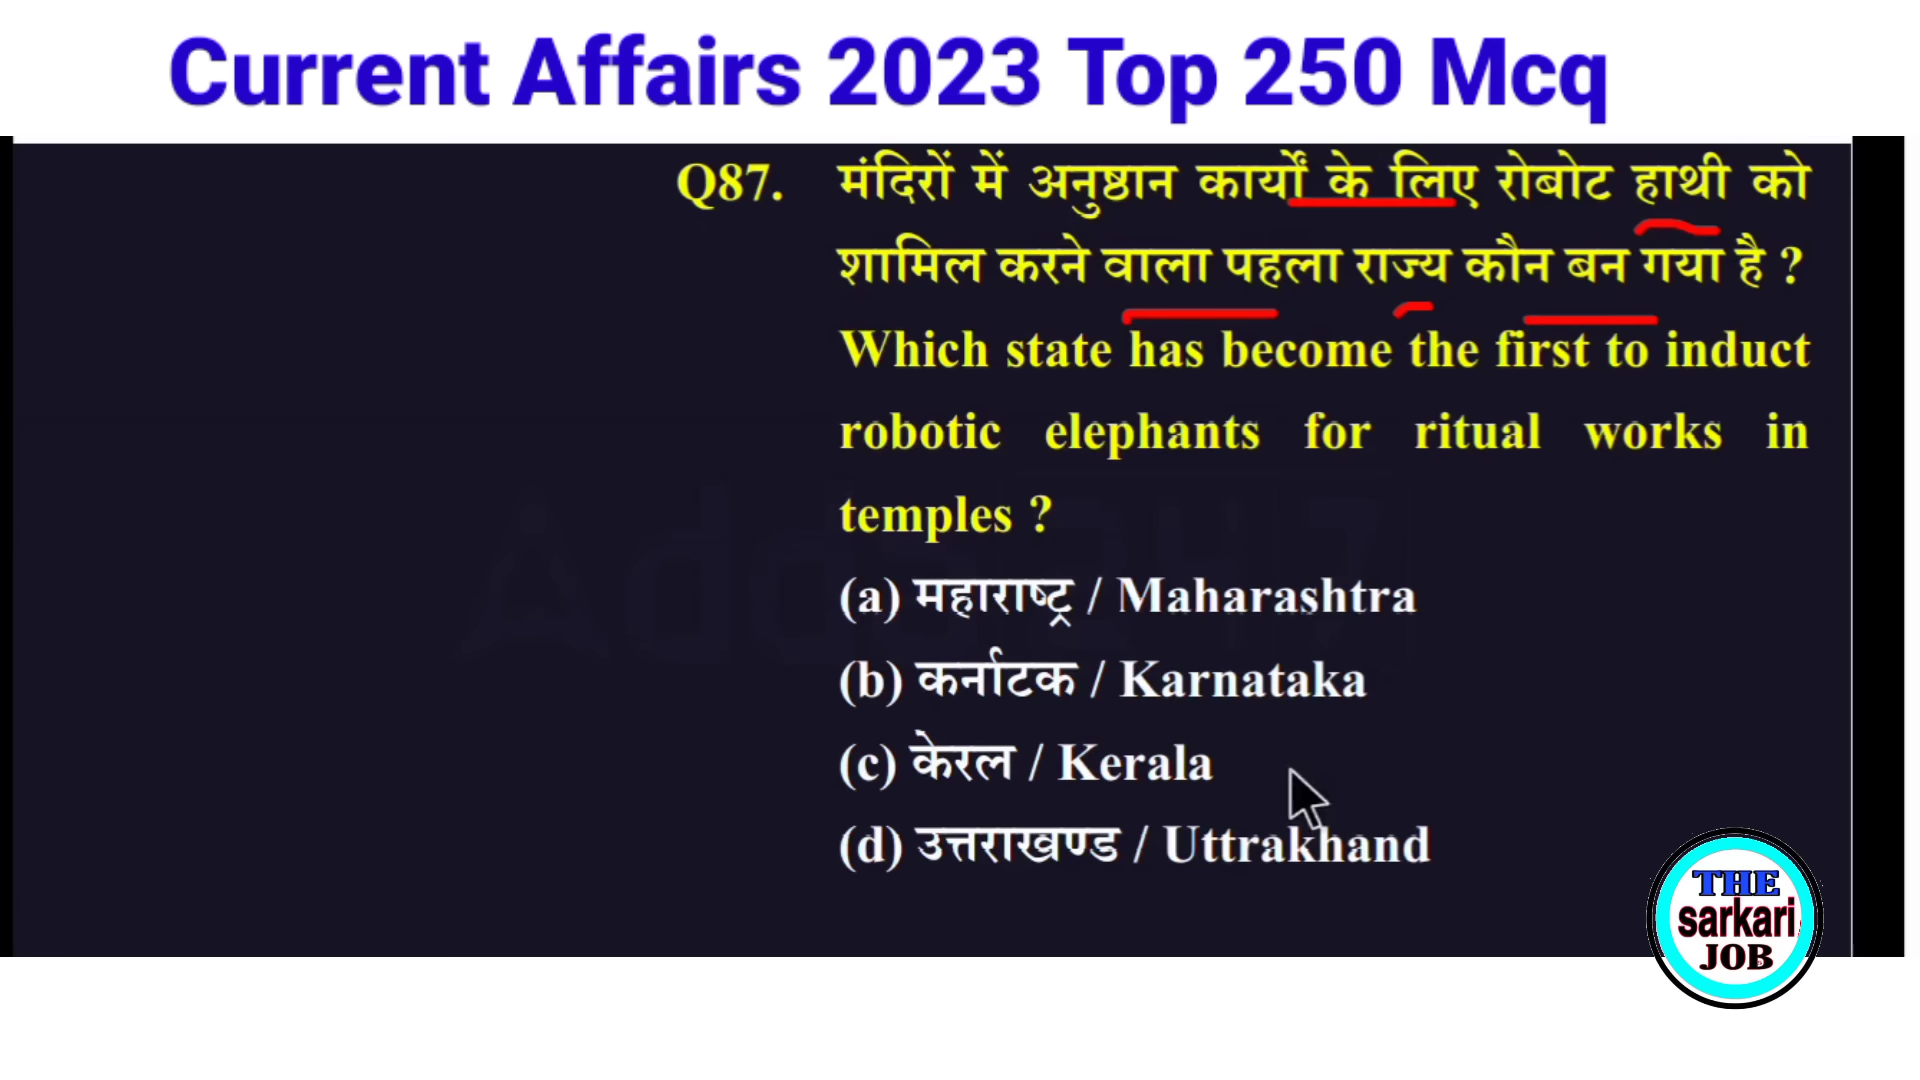 Current Affairs 2023 Top 250 Mcq
Q87. मंदिरों में अनुष्ठान कार्यों के लिए रोबोट हाथी को
शामिल करने वाला पहला राज्य कौन बन गया है ?
Which state has become the first to induct
robotic elephants for ritual works in
temples ?
(a) महाराष्ट्र / Maharashtra
(b) कर्नाटक / Karnataka
(c) केरल / Kerala
(d) उत्तराखण्ड / Uttrakhand
THE
sarkari
JOB